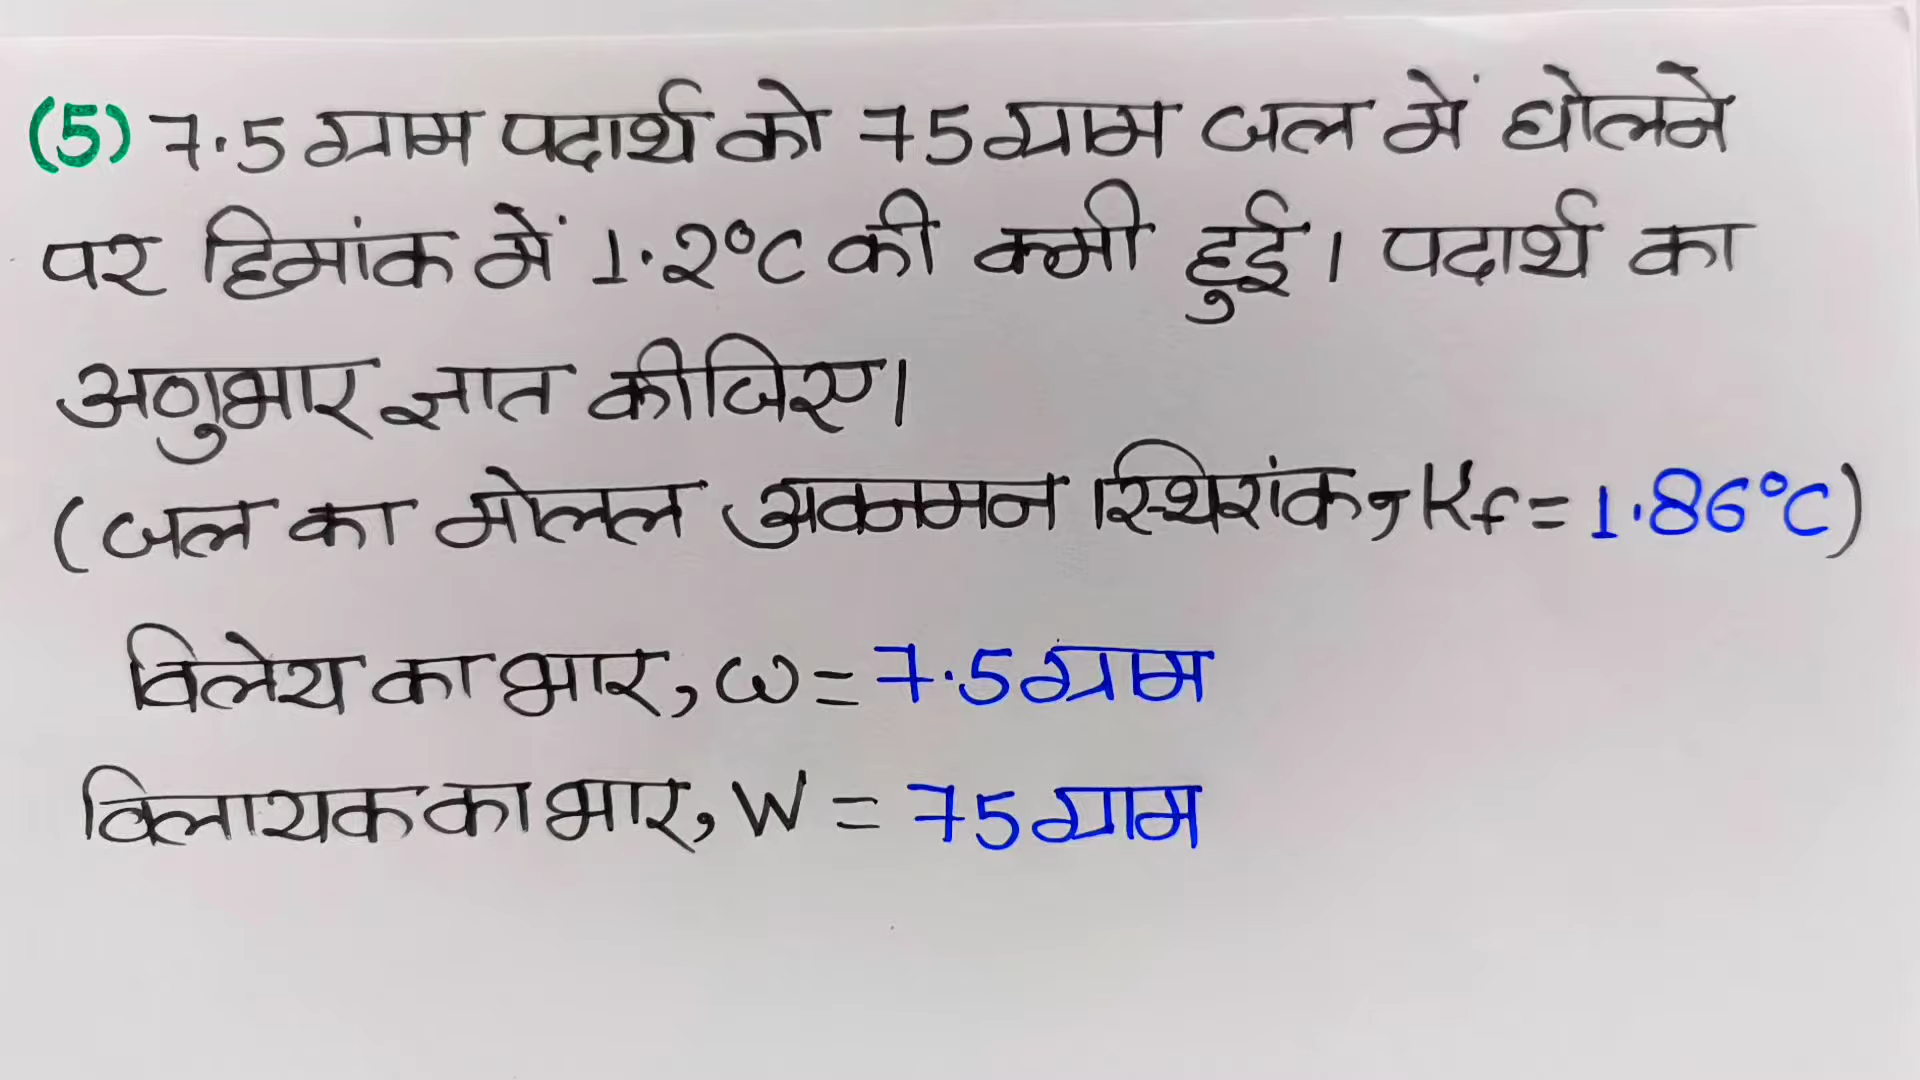 (5) 7.5 ग्राम पदार्थ को 75 ग्राम जल में घोलने
पर हिमांक में 1.2°C की कमी हुई। पदार्थ का
अणुभार ज्ञात कीजिए।
(जल का मोलल अवनमन स्थिरांक, Kf = 1.86°C)
विलेय का भार, w = 7.5 ग्राम
विलायक का भार, W = 75 ग्राम